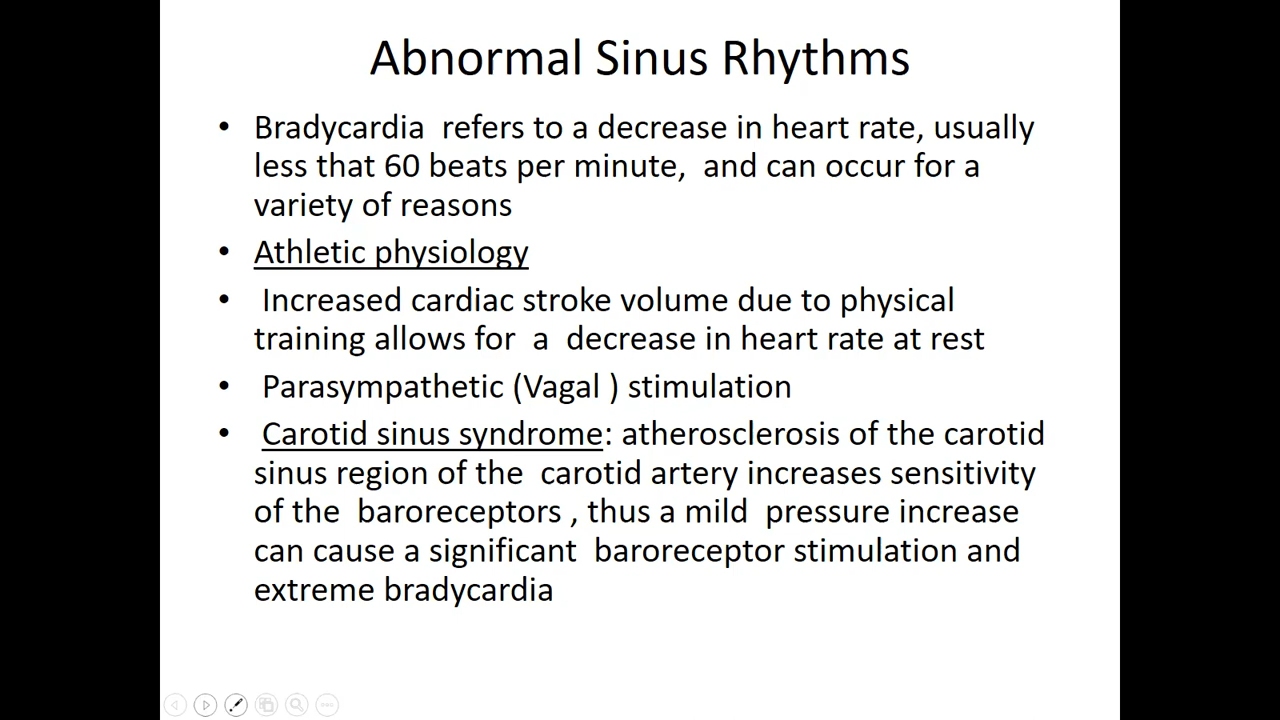 Abnormal Sinus Rhythms
• Bradycardia  refers to a decrease in heart rate, usually
less that 60 beats per minute,  and can occur for a
variety of reasons
• Athletic physiology
•  Increased cardiac stroke volume due to physical
training allows for  a  decrease in heart rate at rest
•  Parasympathetic (Vagal ) stimulation
•  Carotid sinus syndrome: atherosclerosis of the carotid
sinus region of the  carotid artery increases sensitivity
of the  baroreceptors , thus a mild  pressure increase
can cause a significant  baroreceptor stimulation and
extreme bradycardia